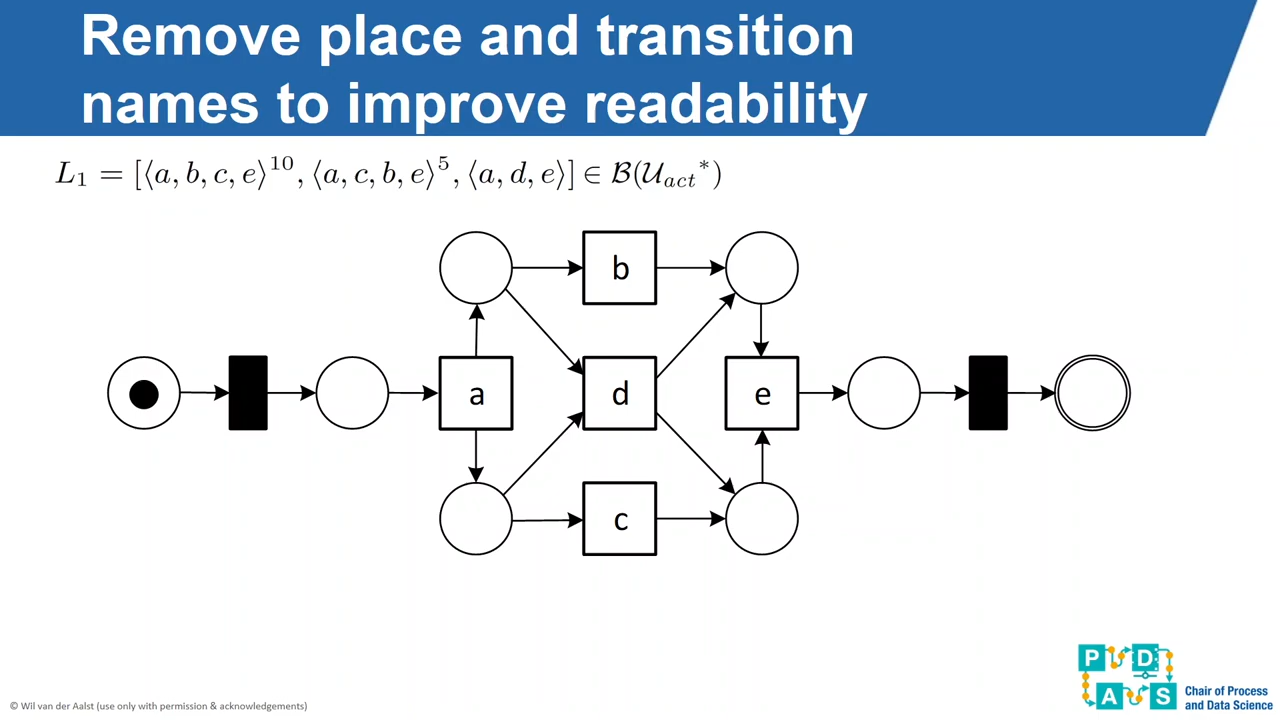 Remove place and transition
names to improve readability
L₁ = [⟨a, b, c, e⟩¹⁰, ⟨a, c, b, e⟩⁵, ⟨a, d, e⟩] ∈ ℬ(𝒰_act*)
b
a
d
e
c
P D
A S
Chair of Process
and Data Science
© Wil van der Aalst (use only with permission & acknowledgements)